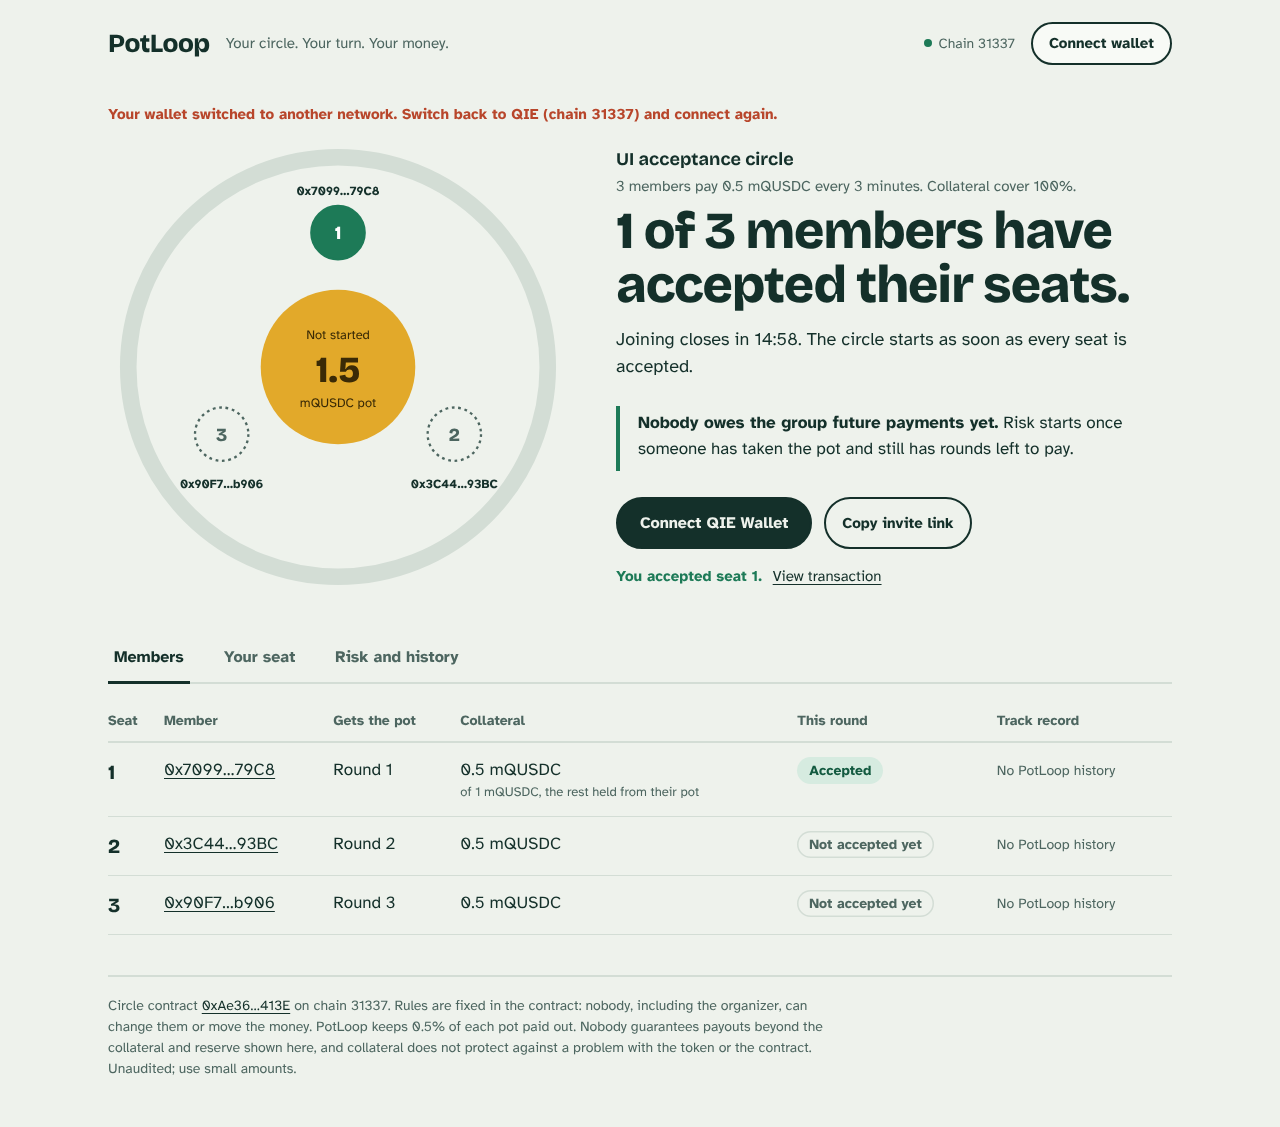 PotLoop
Your circle. Your turn. Your money.
Chain 31337
Connect wallet
Your wallet switched to another network. Switch back to QIE (chain 31337) and connect again.
0x7099…79C8
1
Not started
1.5
mQUSDC pot
3
2
0x90F7…b906
0x3C44…93BC
UI acceptance circle
3 members pay 0.5 mQUSDC every 3 minutes. Collateral cover 100%.
1 of 3 members have
accepted their seats.
Joining closes in 14:58. The circle starts as soon as every seat is
accepted.
Nobody owes the group future payments yet. Risk starts once
someone has taken the pot and still has rounds left to pay.
Connect QIE Wallet
Copy invite link
You accepted seat 1. View transaction
Members
Your seat
Risk and history
Seat Member Gets the pot Collateral This round Track record
1 0x7099…79C8 Round 1 0.5 mQUSDC Accepted No PotLoop history
of 1 mQUSDC, the rest held from their pot
2 0x3C44…93BC Round 2 0.5 mQUSDC Not accepted yet No PotLoop history
3 0x90F7…b906 Round 3 0.5 mQUSDC Not accepted yet No PotLoop history
Circle contract 0xAe36…413E on chain 31337. Rules are fixed in the contract: nobody, including the organizer, can
change them or move the money. PotLoop keeps 0.5% of each pot paid out. Nobody guarantees payouts beyond the
collateral and reserve shown here, and collateral does not protect against a problem with the token or the contract.
Unaudited; use small amounts.